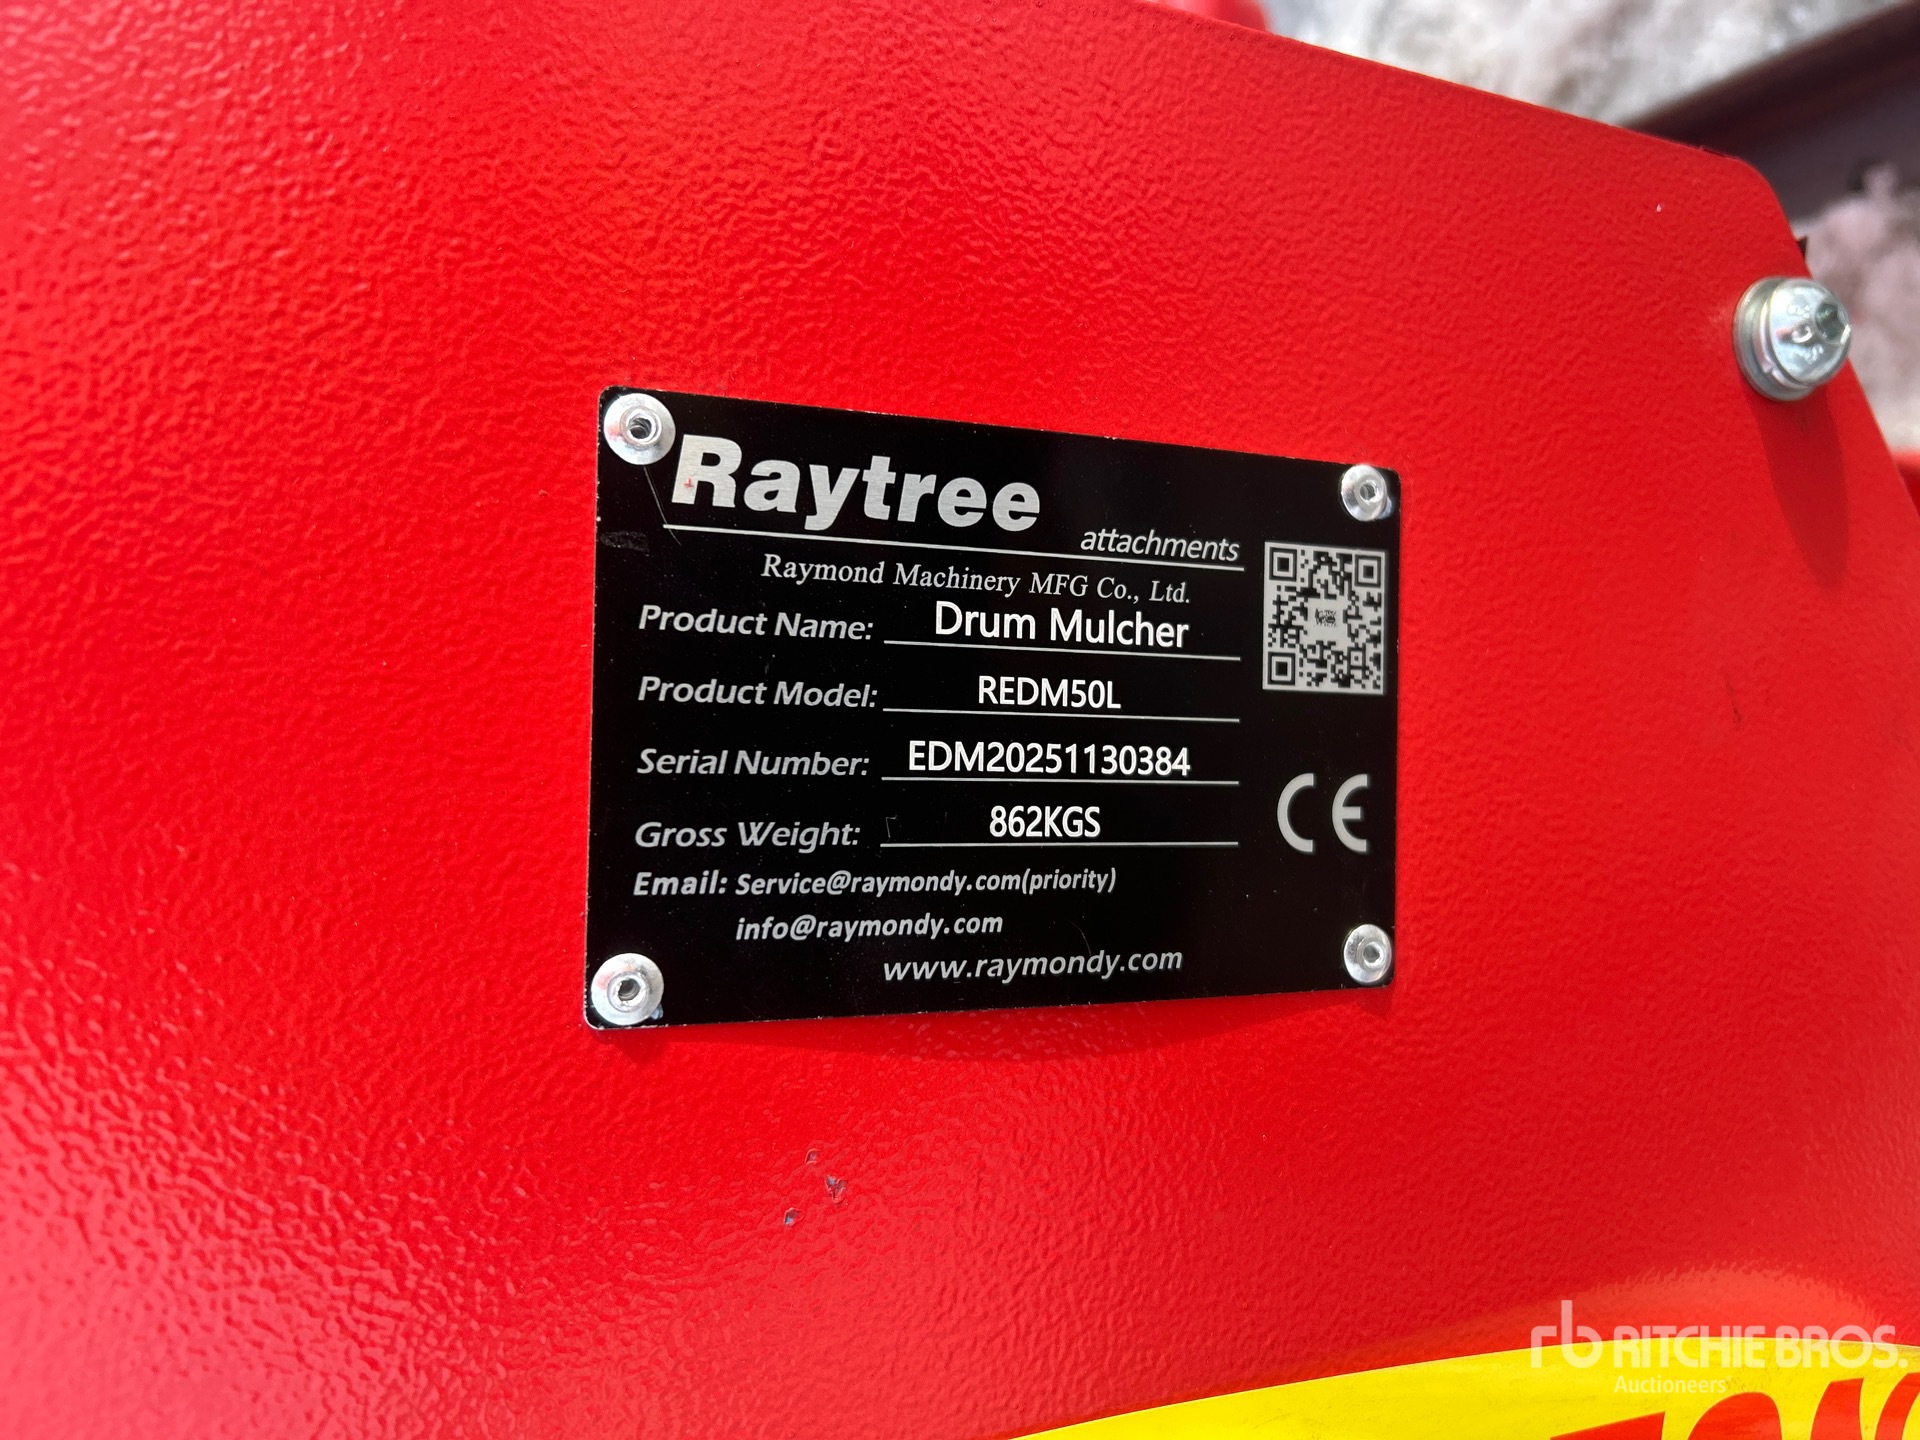 Raytree
attachments
Raymond Machinery MFG Co., Ltd.
Product Name: Drum Mulcher
Product Model: REDM50L
Serial Number: EDM20251130384
Gross Weight: 862KGS
Email: Service@raymondy.com(priority)
info@raymondy.com
www.raymondy.com
CE
rb RITCHIE BROS.
Auctioneers